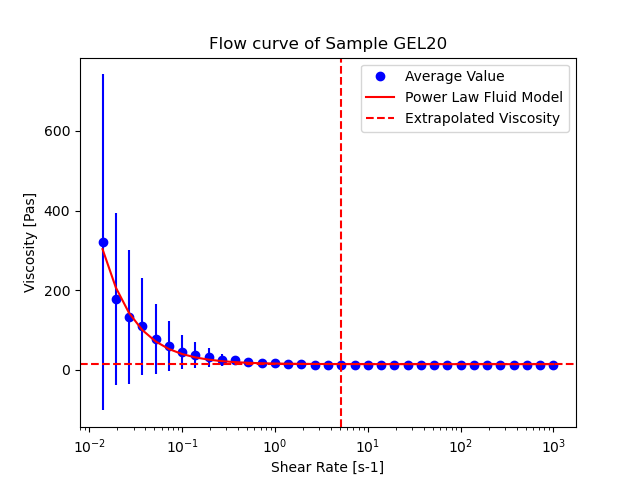 Flow curve of Sample GEL20
Average Value
Power Law Fluid Model
Extrapolated Viscosity
Viscosity [Pas]
600
400
200
0
10⁻² 10⁻¹ 10⁰ 10¹ 10² 10³
Shear Rate [s-1]